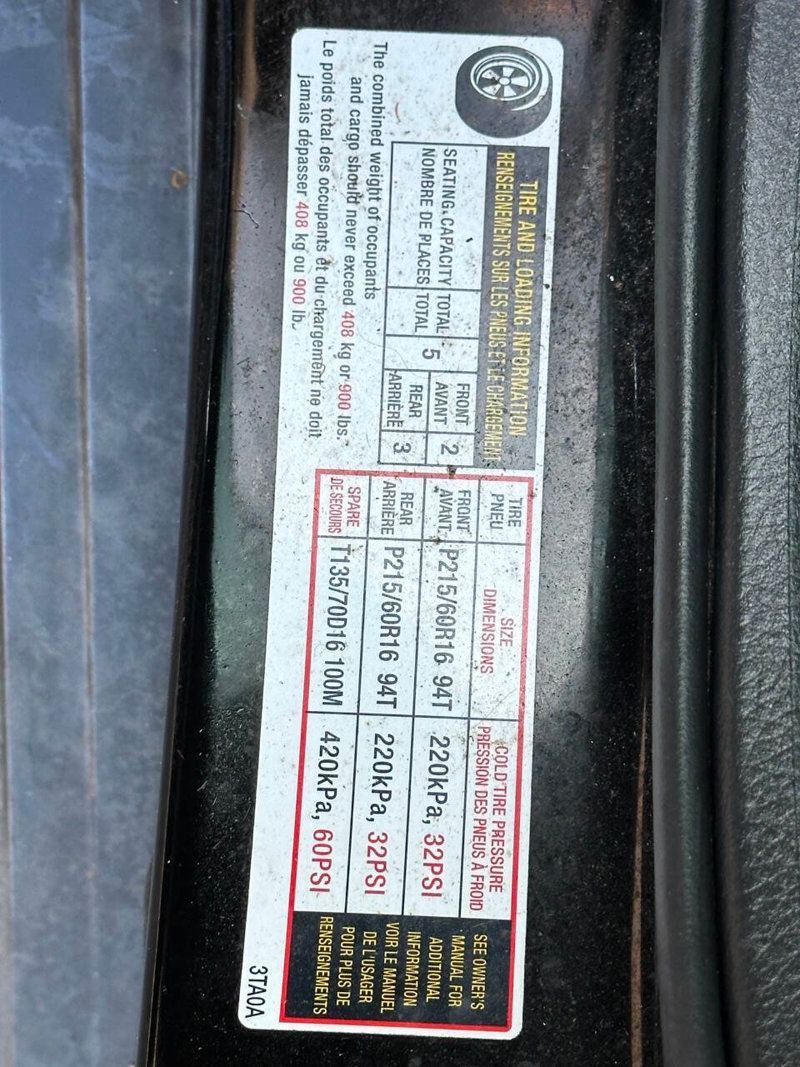 TIRE AND LOADING INFORMATION
RENSEIGNEMENTS SUR LES PNEUS ET LE CHARGEMENT
SEATING CAPACITY
NOMBRE DE PLACES
TOTAL
TOTAL
5
FRONT
AVANT
2
REAR
ARRIÈRE
3
The combined weight of occupants
and cargo should never exceed 408 kg or 900 lbs.
Le poids total des occupants et du chargement ne doit
jamais dépasser 408 kg ou 900 lb.
TIRE
PNEU
SIZE
DIMENSIONS
COLD TIRE PRESSURE
PRESSION DES PNEUS À FROID
FRONT
AVANT
P215/60R16 94T
220kPa, 32PSI
REAR
ARRIÈRE
P215/60R16 94T
220kPa, 32PSI
SPARE
DE SECOURS
T135/70D16 100M
420kPa, 60PSI
SEE OWNER'S
MANUAL FOR
ADDITIONAL
INFORMATION
VOIR LE MANUEL
DE L'USAGER
POUR PLUS DE
RENSEIGNEMENTS
3TA0A